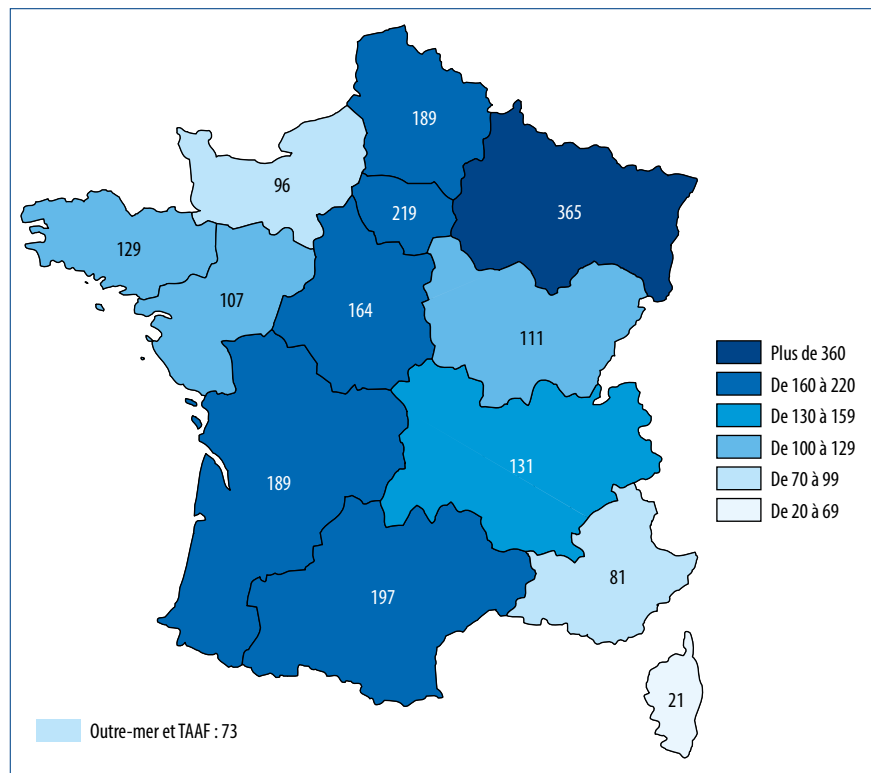 189
96
365
219
129
107
164
111
131
189
197
81
21
Plus de 360
De 160 à 220
De 130 à 159
De 100 à 129
De 70 à 99
De 20 à 69
Outre-mer et TAAF : 73